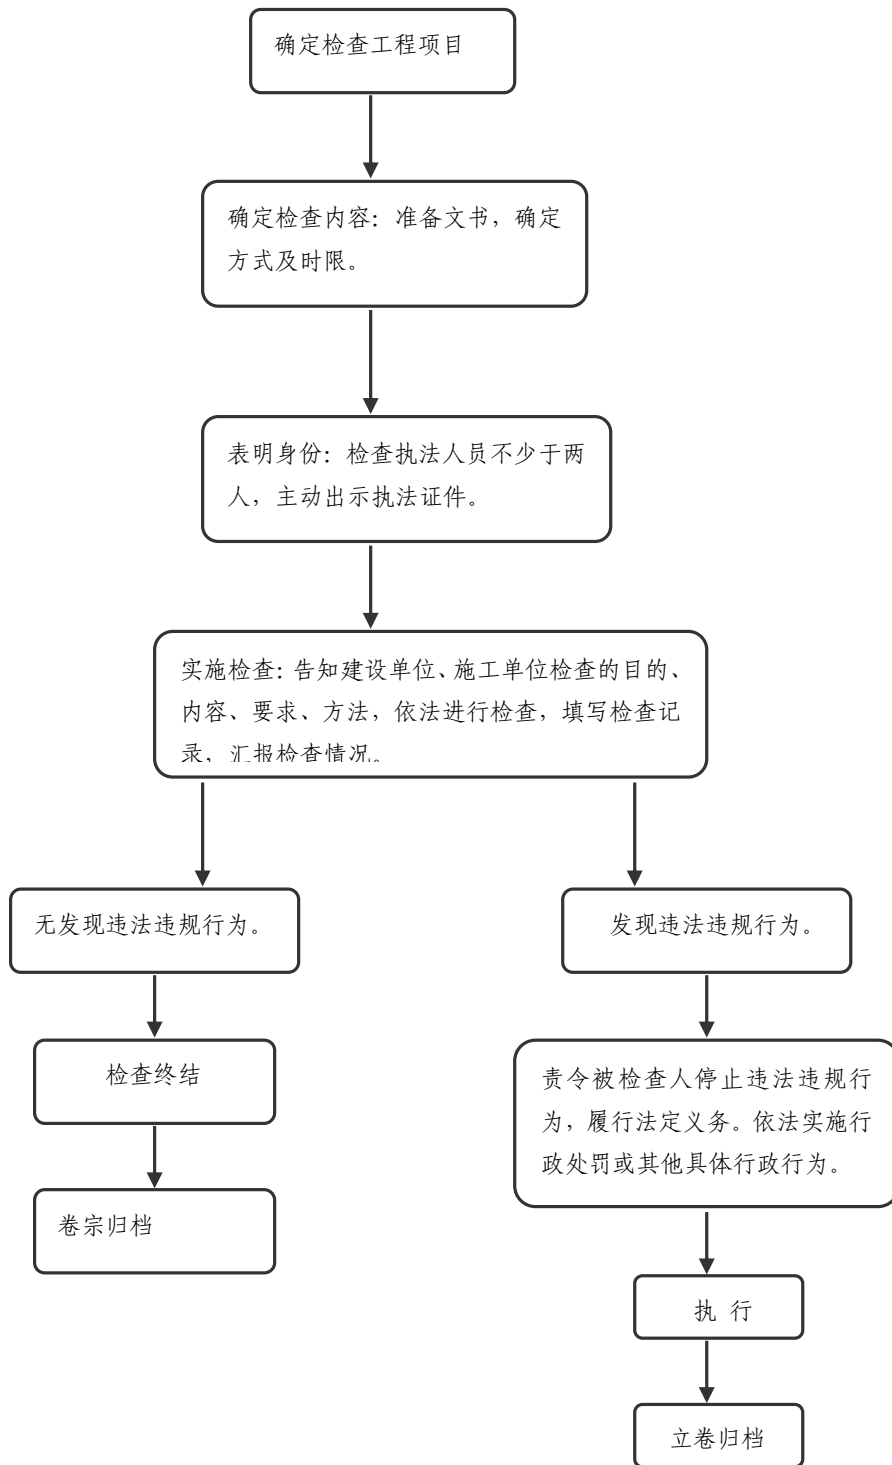 确定检查工程项目
确定检查内容：准备文书，确定
方式及时限。
表明身份：检查执法人员不少于两
人，主动出示执法证件。
实施检查：告知建设单位、施工单位检查的目的、
内容、要求、方法，依法进行检查，填写检查记
录，汇报检查情况。
无发现违法违规行为。
发现违法违规行为。
检查终结
责令被检查人停止违法违规行
为，履行法定义务。依法实施行
政处罚或其他具体行政行为。
卷宗归档
执 行
立卷归档